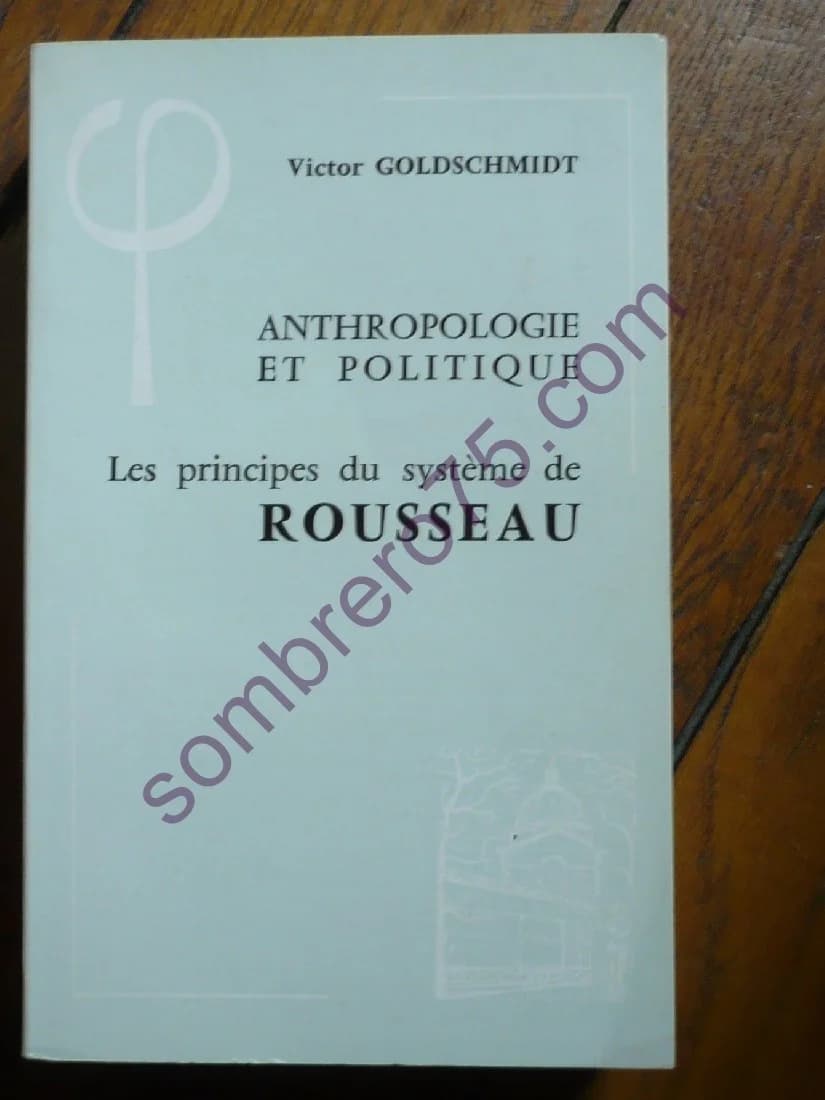 φ
Victor GOLDSCHMIDT
ANTHROPOLOGIE
ET POLITIQUE
Les principes du système de
ROUSSEAU
sombrero75.com